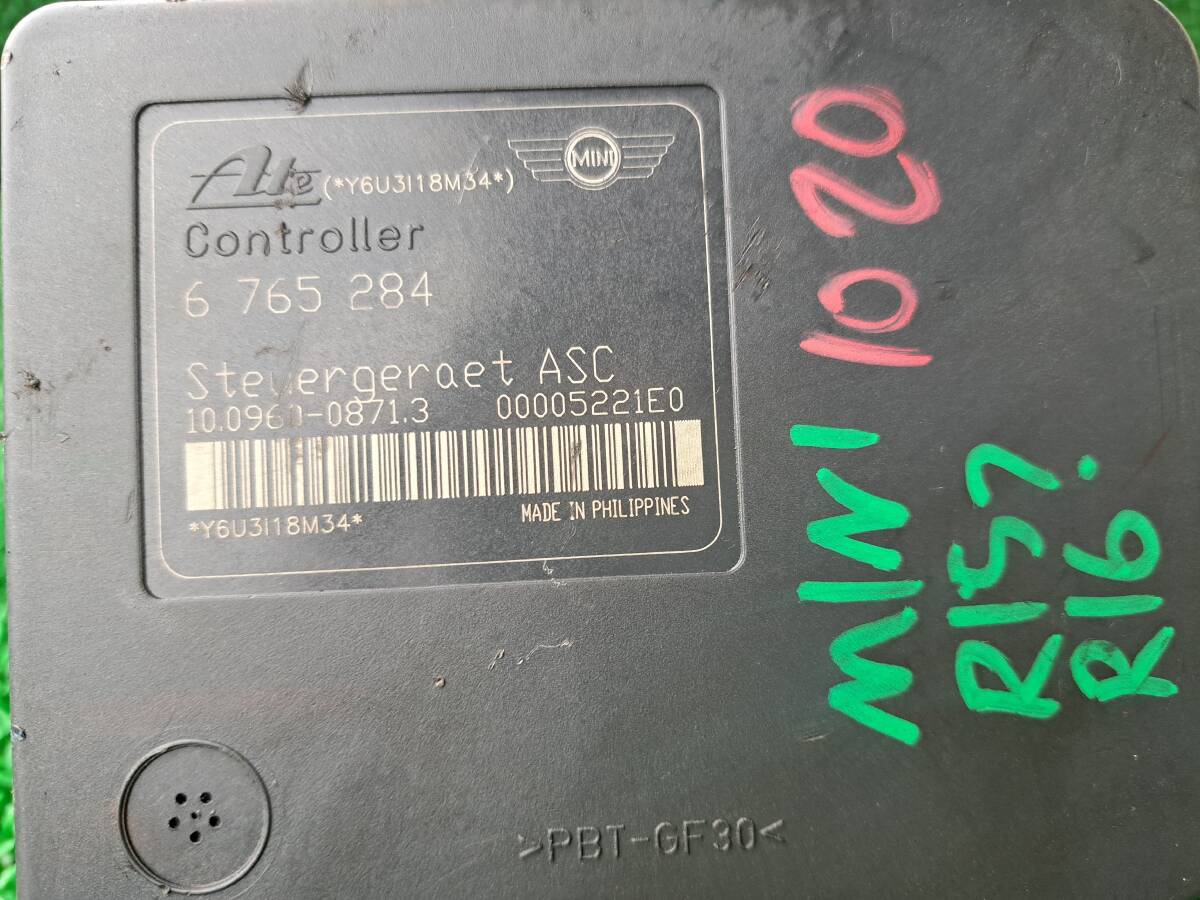 Ate (*Y6U3I18M34*)
MINI
Controller
6 765 284
Steuergeraet ASC
10.0960-0871.3 00005221E0
*Y6U3I18M34*
MADE IN PHILIPPINES
>PBT-GF30<
1020
MINI
R157.
R16